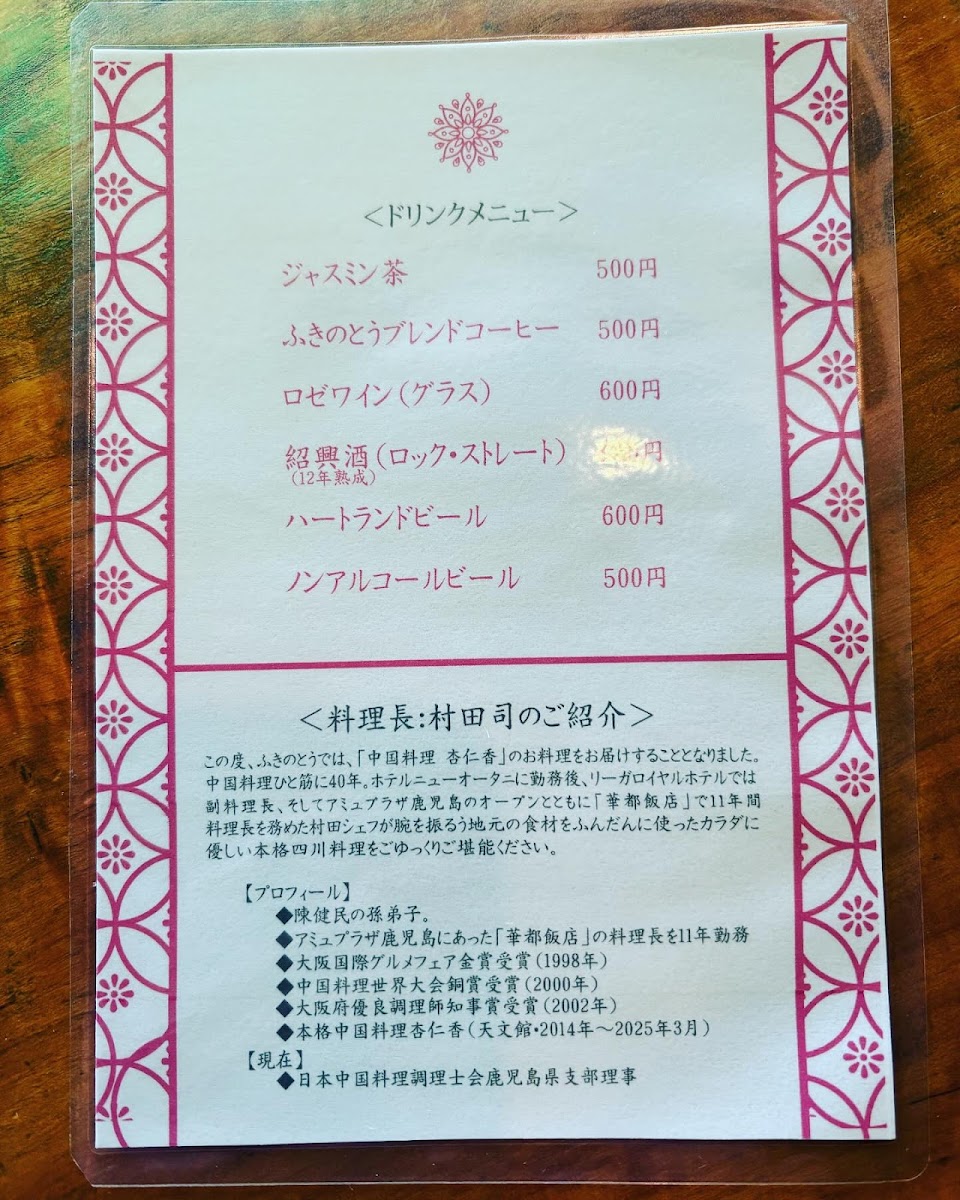 ＜ドリンクメニュー＞
ジャスミン茶 500円
ふきのとうブレンドコーヒー 500円
ロゼワイン（グラス） 600円
紹興酒（ロック・ストレート） 円
（12年熟成）
ハートランドビール 600円
ノンアルコールビール 500円
＜料理長：村田司のご紹介＞
この度、ふきのとうでは、「中国料理 杏仁香」のお料理をお届けすることとなりました。
中国料理ひと筋に40年。ホテルニューオータニに勤務後、リーガロイヤルホテルでは
副料理長、そしてアミュプラザ鹿児島のオープンとともに「華都飯店」で11年間
料理長を務めた村田シェフが腕を振るう地元の食材をふんだんに使ったカラダに
優しい本格四川料理をごゆっくりご堪能ください。
【プロフィール】
◆陳健民の孫弟子。
◆アミュプラザ鹿児島にあった「華都飯店」の料理長を11年勤務
◆大阪国際グルメフェア金賞受賞（1998年）
◆中国料理世界大会銅賞受賞（2000年）
◆大阪府優良調理師知事賞受賞（2002年）
◆本格中国料理杏仁香（天文館・2014年〜2025年3月）
【現在】
◆日本中国料理調理士会鹿児島県支部理事